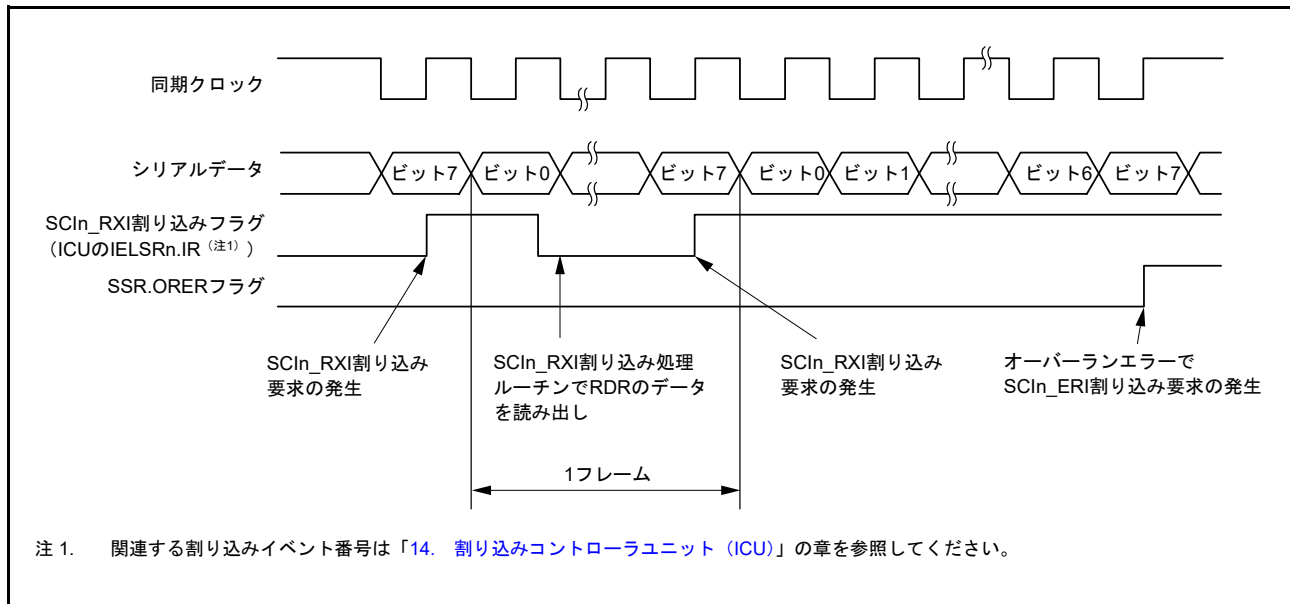 同期クロック
シリアルデータ
ビット7 ビット0 ビット7 ビット0 ビット1 ビット6 ビット7
SCIn_RXI割り込みフラグ
（ICUのIELSRn.IR（注1））
SSR.ORERフラグ
SCIn_RXI割り込み
要求の発生
SCIn_RXI割り込み処理
ルーチンでRDRのデータ
を読み出し
SCIn_RXI割り込み
要求の発生
オーバーランエラーで
SCIn_ERI割り込み要求の発生
1フレーム
注 1. 関連する割り込みイベント番号は「14. 割り込みコントローラユニット（ICU）」の章を参照してください。